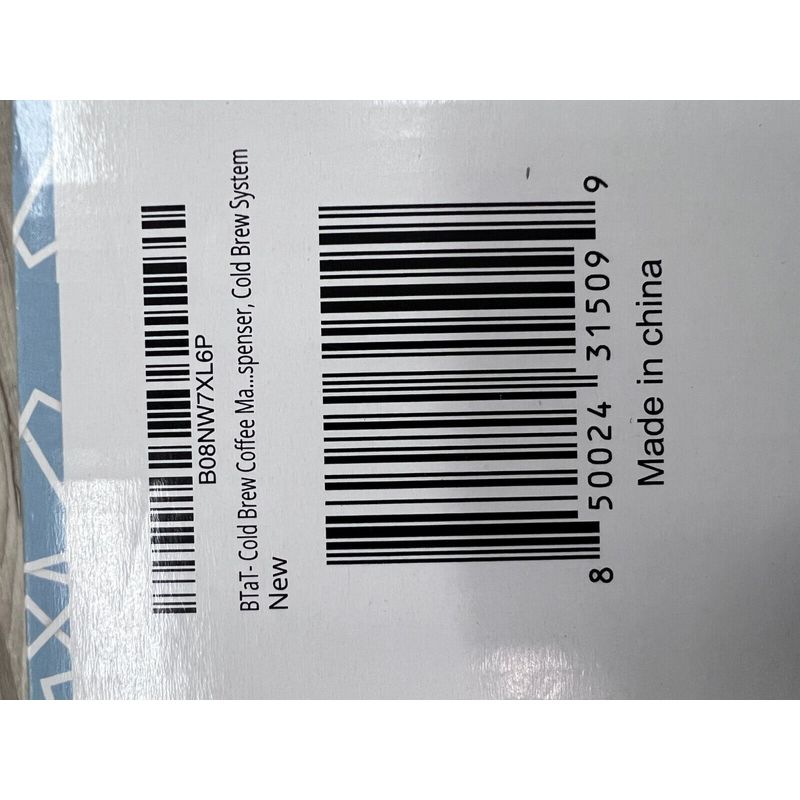 B08NW7XL6P
BTaT- Cold Brew Coffee Ma...spenser, Cold Brew System
New
8 50024 31509 9
Made in china